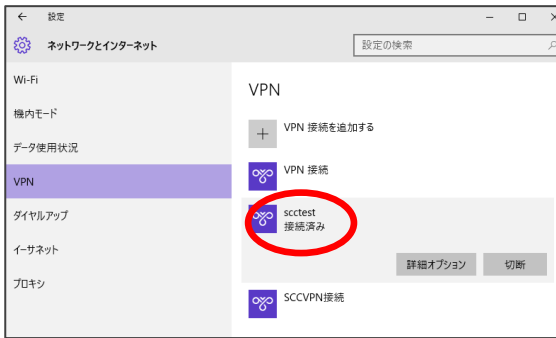 設定
ネットワークとインターネット
設定の検索
Wi-Fi
機内モード
データ使用状況
VPN
ダイヤルアップ
イーサネット
プロキシ
VPN
VPN 接続を追加する
VPN 接続
scctest
接続済み
詳細オプション
切断
SCCVPN接続